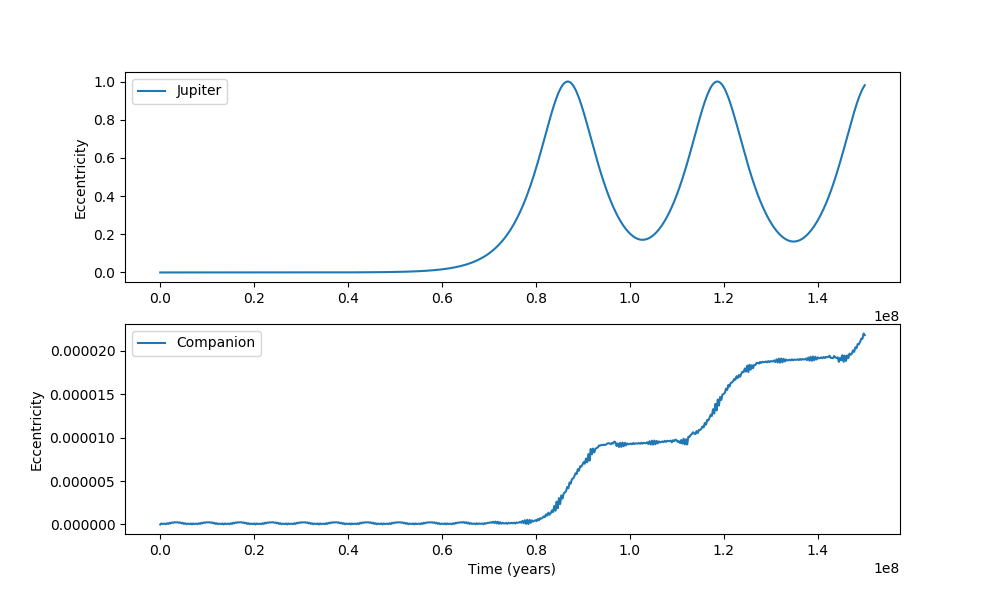 1.0
Jupiter
0.8
0.6
Eccentricity
0.4
0.2
0.0
0.0 0.2 0.4 0.6 0.8 1.0 1.2 1.4
1e8
Companion
0.000020
0.000015
Eccentricity
0.000010
0.000005
0.000000
0.0 0.2 0.4 0.6 0.8 1.0 1.2 1.4
Time (years)
1e8